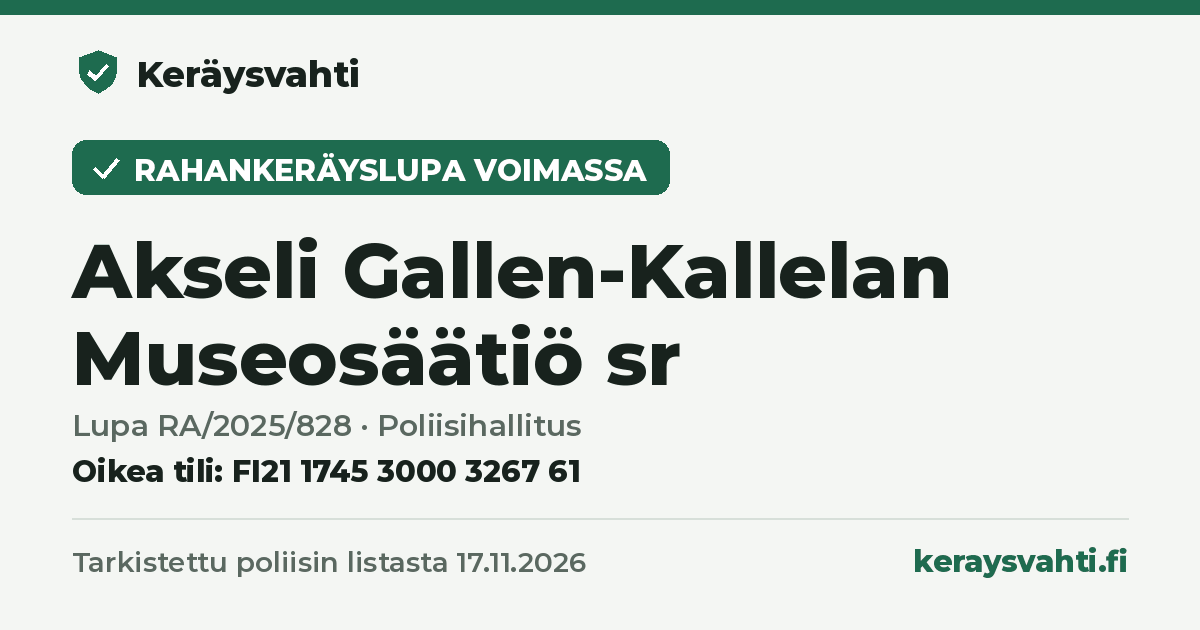 Keräysvahti
RAHANKERÄYSLUPA VOIMASSA
Akseli Gallen-Kallelan
Museosäätiö sr
Lupa RA/2025/828 · Poliisihallitus
Oikea tili: FI21 1745 3000 3267 61
Tarkistettu poliisin listasta 17.11.2026
keraysvahti.fi